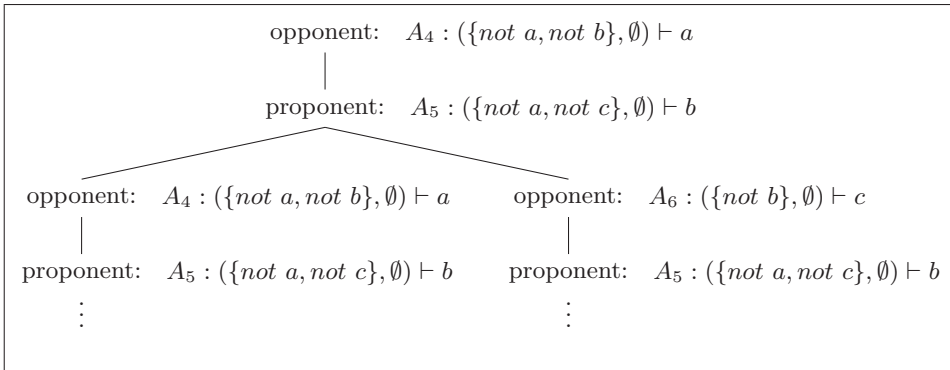 opponent: A₄ : ({not a, not b}, ∅) ⊢ a
proponent: A₅ : ({not a, not c}, ∅) ⊢ b
opponent: A₄ : ({not a, not b}, ∅) ⊢ a opponent: A₆ : ({not b}, ∅) ⊢ c
proponent: A₅ : ({not a, not c}, ∅) ⊢ b proponent: A₅ : ({not a, not c}, ∅) ⊢ b
⋮ ⋮